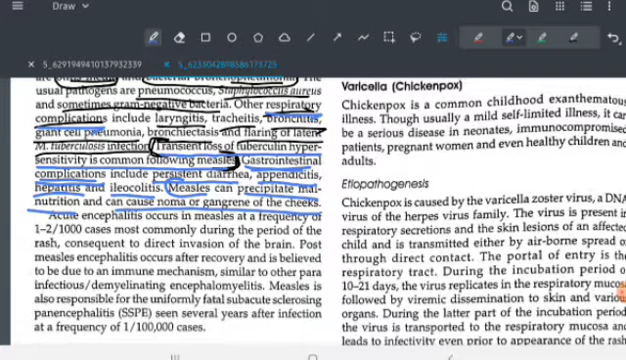 Draw
5_6291949410137932339
5_6233042898586173725
are
usual pathogens are pneumococcus, Staphylococcus aureus
and sometimes gram-negative bacteria. Other respiratory
complications include laryngitis, tracheitis, bronchitis,
giant cell pneumonia, bronchiectasis and flaring of latent
M. tuberculosis infection. Transient loss of tuberculin hyper-
sensitivity is common following measles. Gastrointestinal
complications include persistent diarrhea, appendicitis,
hepatitis and ileocolitis. Measles can precipitate mal-
nutrition and can cause noma or gangrene of the cheeks.
Acute encephalitis occurs in measles at a frequency of
1–2/1000 cases most commonly during the period of the
rash, consequent to direct invasion of the brain. Post
measles encephalitis occurs after recovery and is believed
to be due to an immune mechanism, similar to other para
infectious/demyelinating encephalomyelitis. Measles is
also responsible for the uniformly fatal subacute sclerosing
panencephalitis (SSPE) seen several years after infection
at a frequency of 1/100,000 cases.
Varicella (Chickenpox)
Chickenpox is a common childhood exanthematous
illness. Though usually a mild self-limited illness, it can
be a serious disease in neonates, immunocompromised
patients, pregnant women and even healthy children and
adults.
Etiopathogenesis
Chickenpox is caused by the varicella zoster virus, a DNA
virus of the herpes virus family. The virus is present in
respiratory secretions and the skin lesions of an affected
child and is transmitted either by air-borne spread o
through direct contact. The portal of entry is the
respiratory tract. During the incubation period o
10–21 days, the virus replicates in the respiratory mucosa
followed by viremic dissemination to skin and various
organs. During the latter part of the incubation period
the virus is transported to the respiratory mucosa
leads to infectivity even prior to appearance of the rash